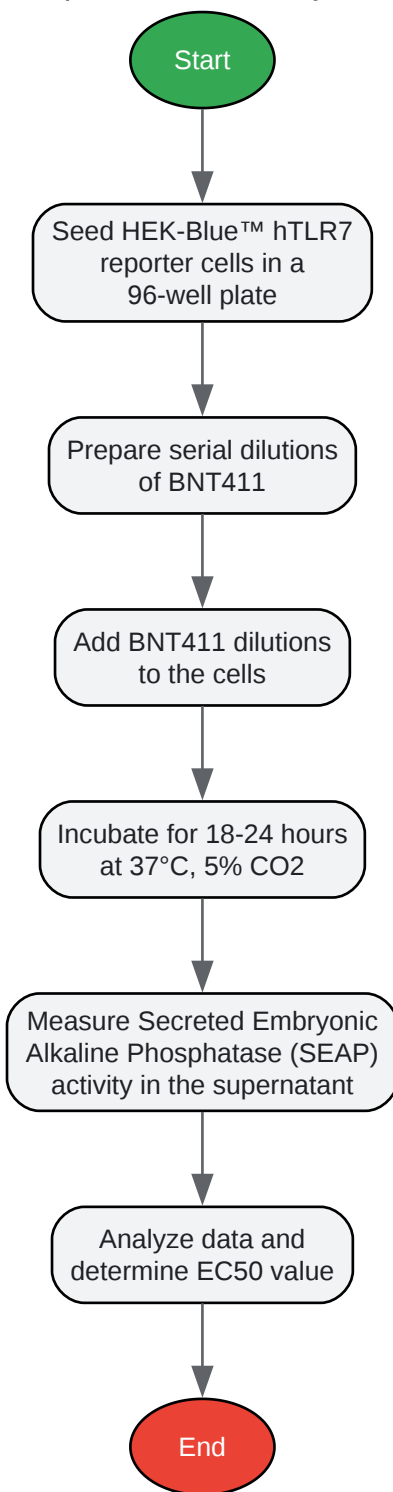 Start
Seed HEK-Blue™ hTLR7
reporter cells in a
96-well plate
Prepare serial dilutions
of BNT411
Add BNT411 dilutions
to the cells
Incubate for 18-24 hours
at 37°C, 5% CO2
Measure Secreted Embryonic
Alkaline Phosphatase (SEAP)
activity in the supernatant
Analyze data and
determine EC50 value
End